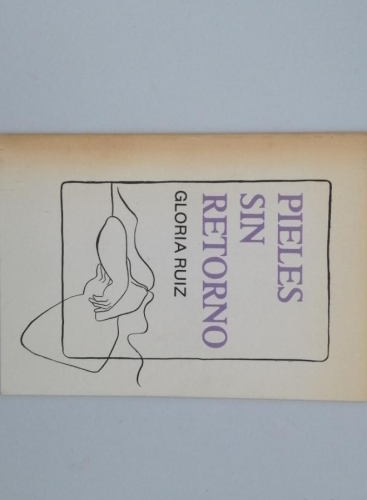 PIELES
SIN
RETORNO
GLORIA RUIZ